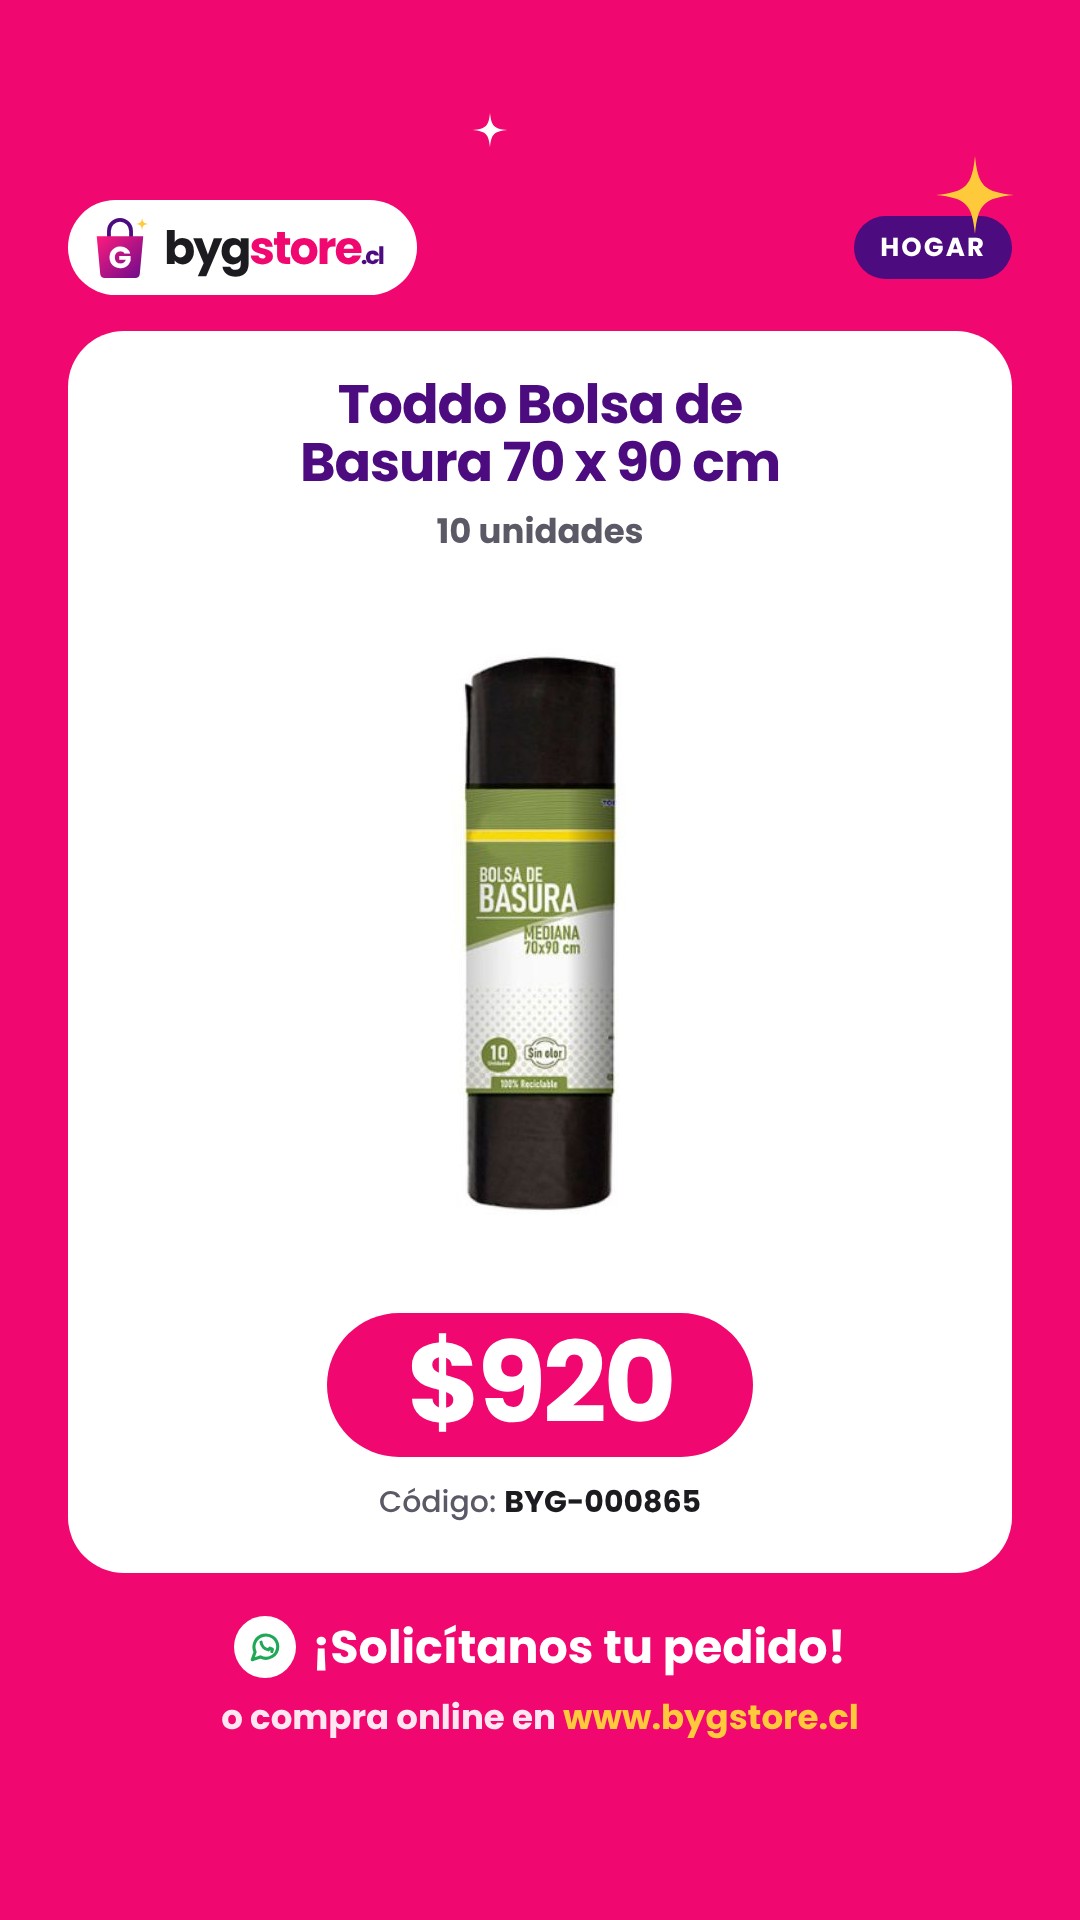 bygstore.cl
HOGAR
Toddo Bolsa de
Basura 70 x 90 cm
10 unidades
BOLSA DE
BASURA
MEDIANA
70x90 cm
10
Sin olor
100% Reciclable
$920
Código: BYG-000865
¡Solicítanos tu pedido!
o compra online en www.bygstore.cl